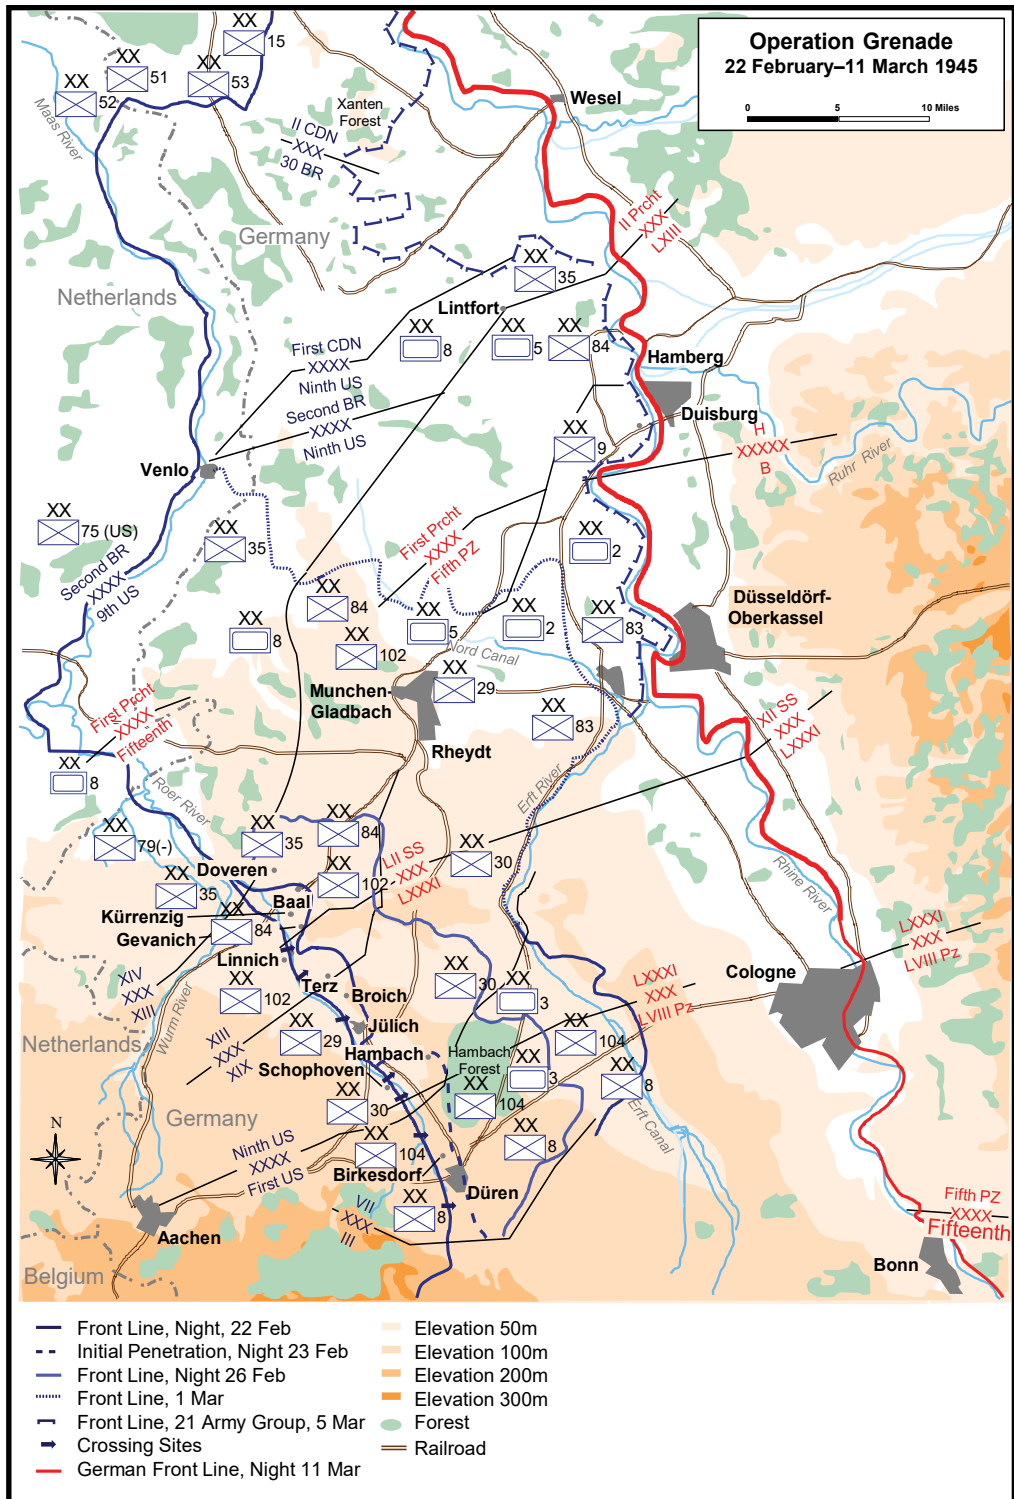 Operation Grenade
22 February–11 March 1945
0
5
10 Miles
XX
15
XX
51
XX
53
XX
52
Maas River
Xanten
Forest
Wesel
II CDN
XXX
30 BR
Germany
II Prcht
XXX
LXIII
Netherlands
XX
35
Lintfort
XX
8
XX
5
XX
84
First CDN
XXXX
Ninth US
Hamberg
Second BR
XXXX
Ninth US
Duisburg
XX
9
H
XXXXX
B
Ruhr River
Venlo
XX
75 (US)
XX
35
First Prcht
XXXX
Fifth PZ
XX
2
Second BR
XXXX
9th US
XX
84
Düsseldörf-
Oberkassel
XX
8
XX
5
XX
2
XX
83
XX
102
Nord Canal
XX
29
Munchen-
Gladbach
XX
83
First Prcht
XXXX
Fifteenth
XII SS
XXX
LXXXI
Rheydt
XX
8
Roer River
Erft River
XX
79(-)
XX
35
XX
84
XX
30
LII SS
XXX
LXXXI
Doveren
Rhine River
XX
35
XX
102
Baal
Kürrenzig
XX
84
Gevanich
LXXXI
XXX
LVIII Pz
Linnich
Cologne
XIV
XXX
XIII
Terz
XX
30
XX
3
LXXXI
XXX
LVIII Pz
XX
102
Broich
Wurm River
Jülich
XX
29
XX
104
XIII
XXX
XIX
Netherlands
Hambach
Hambach
Forest
Schophoven
XX
3
XX
8
XX
104
XX
30
Germany
Erft Canal
Ninth US
XXXX
First US
XX
104
XX
8
Birkesdorf
Düren
VII
XXX
III
XX
8
Fifth PZ
XXXX
Fifteenth
Aachen
Bonn
Belgium
N
Front Line, Night, 22 Feb
Initial Penetration, Night 23 Feb
Front Line, Night 26 Feb
Front Line, 1 Mar
Front Line, 21 Army Group, 5 Mar
Crossing Sites
German Front Line, Night 11 Mar
Elevation 50m
Elevation 100m
Elevation 200m
Elevation 300m
Forest
Railroad